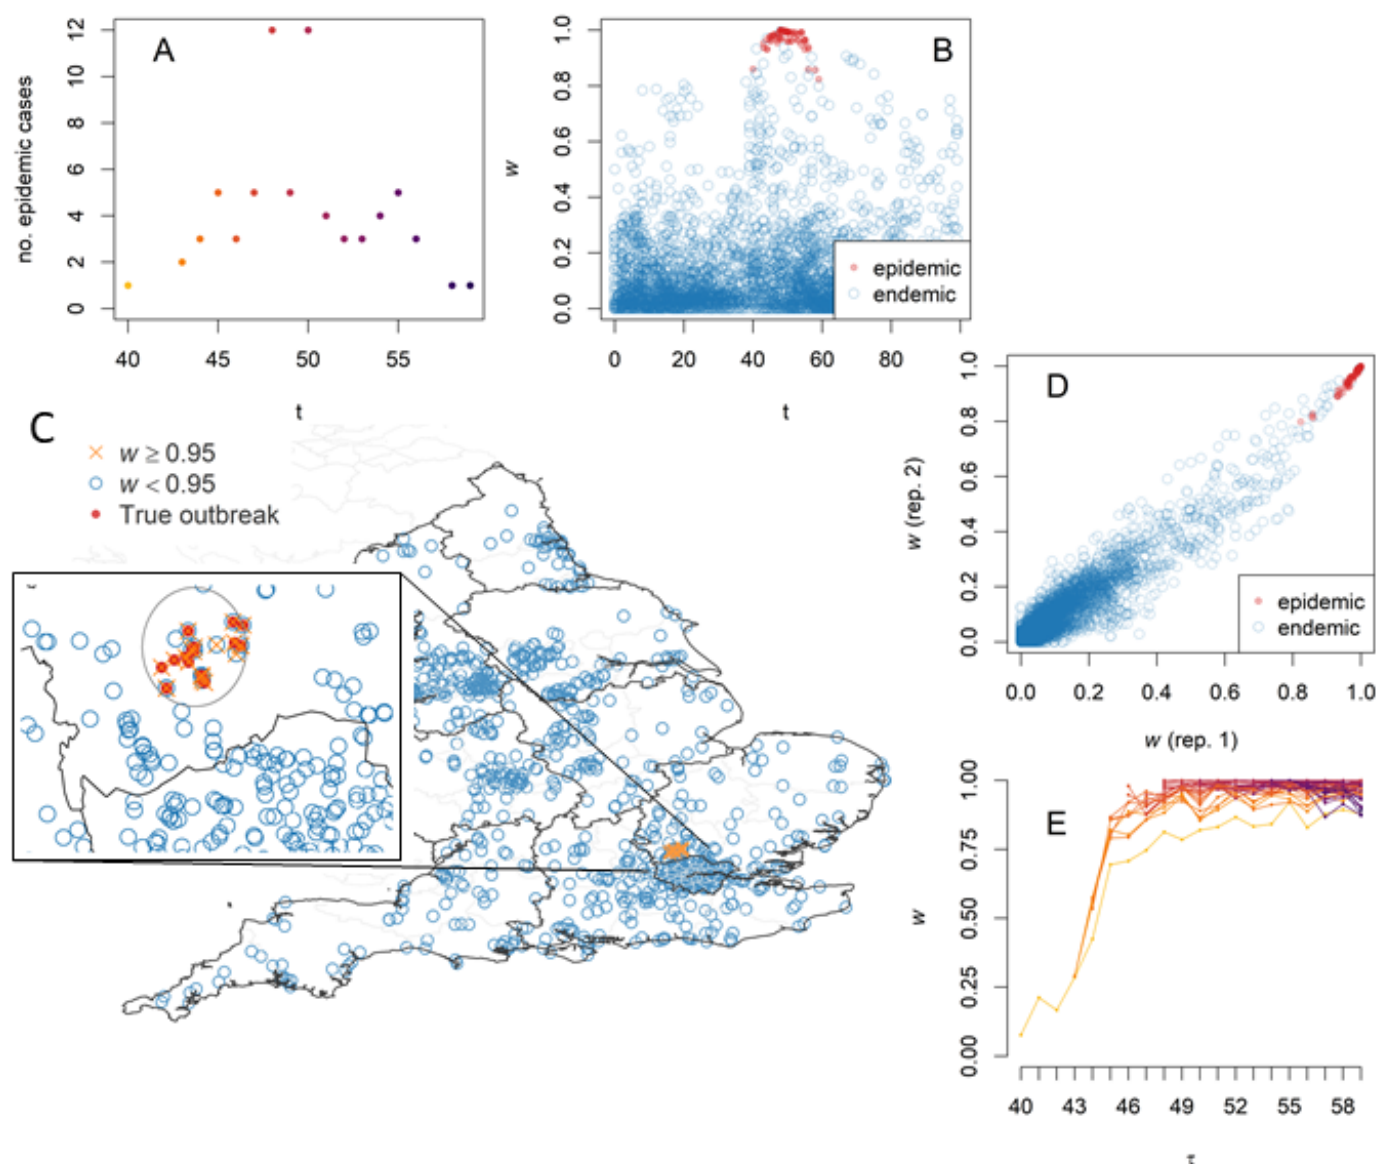 A
no. epidemic cases
12
10
8
6
4
2
0
40 45 50 55
t
B
w
1.0
0.8
0.6
0.4
0.2
0.0
epidemic
endemic
0 20 40 60 80
t
C
w ≥ 0.95
w < 0.95
True outbreak
D
w (rep. 2)
1.0
0.8
0.6
0.4
0.2
0.0
epidemic
endemic
0.0 0.2 0.4 0.6 0.8 1.0
w (rep. 1)
E
w
1.00
0.75
0.50
0.25
0.00
40 43 46 49 52 55 58
τ